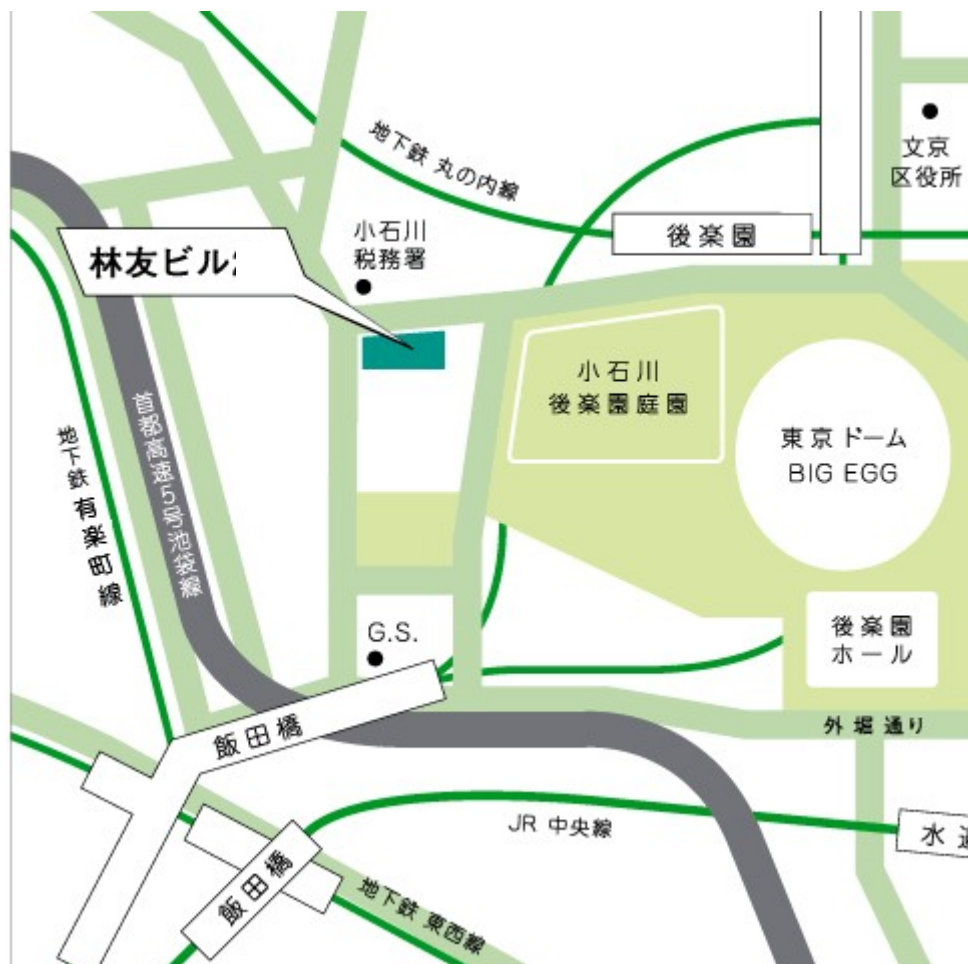 地下鉄 丸の内線
文京
区役所
小石川
税務署
後楽園
林友ビル
小石川
後楽園庭園
東京ドーム
BIG EGG
首都高速5号池袋線
地下鉄 有楽町線
G.S.
後楽園
ホール
外堀通り
飯田橋
JR 中央線
水道
飯田橋
地下鉄 東西線